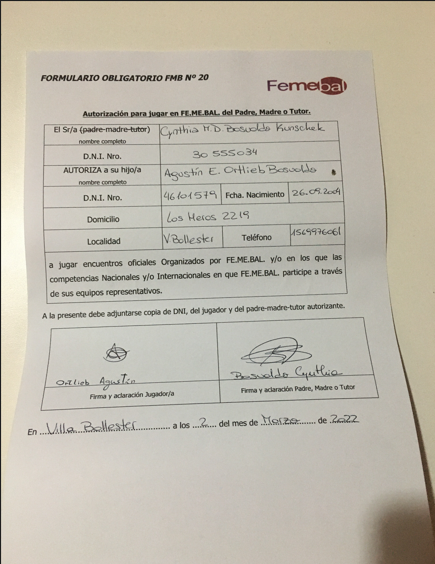 FORMULARIO OBLIGATORIO FMB Nº 20
Femebal
Autorización para jugar en FE.ME.BAL. del Padre, Madre o Tutor.
El Sr/a (padre-madre-tutor) Cynthia M.D. Basualdo Kunschek
nombre completo
D.N.I. Nro. 30 555034
AUTORIZA a su hijo/a Agustín E. Ortlieb Basualdo
nombre completo
D.N.I. Nro. 46101579 Fcha. Nacimiento 26.09.2004
Domicilio Los Heros 2219
Localidad V Ballester Teléfono 1569976061
a jugar encuentros oficiales Organizados por FE.ME.BAL. y/o en los que las
competencias Nacionales y/o Internacionales en que FE.ME.BAL. participe a través
de sus equipos representativos.
A la presente debe adjuntarse copia de DNI, del jugador y del padre-madre-tutor autorizante.
Ortlieb Agustín
Basualdo Cynthia
Firma y aclaración Jugador/a
Firma y aclaración Padre, Madre o Tutor
En Villa Ballester a los 2 del mes de Marzo de 2022